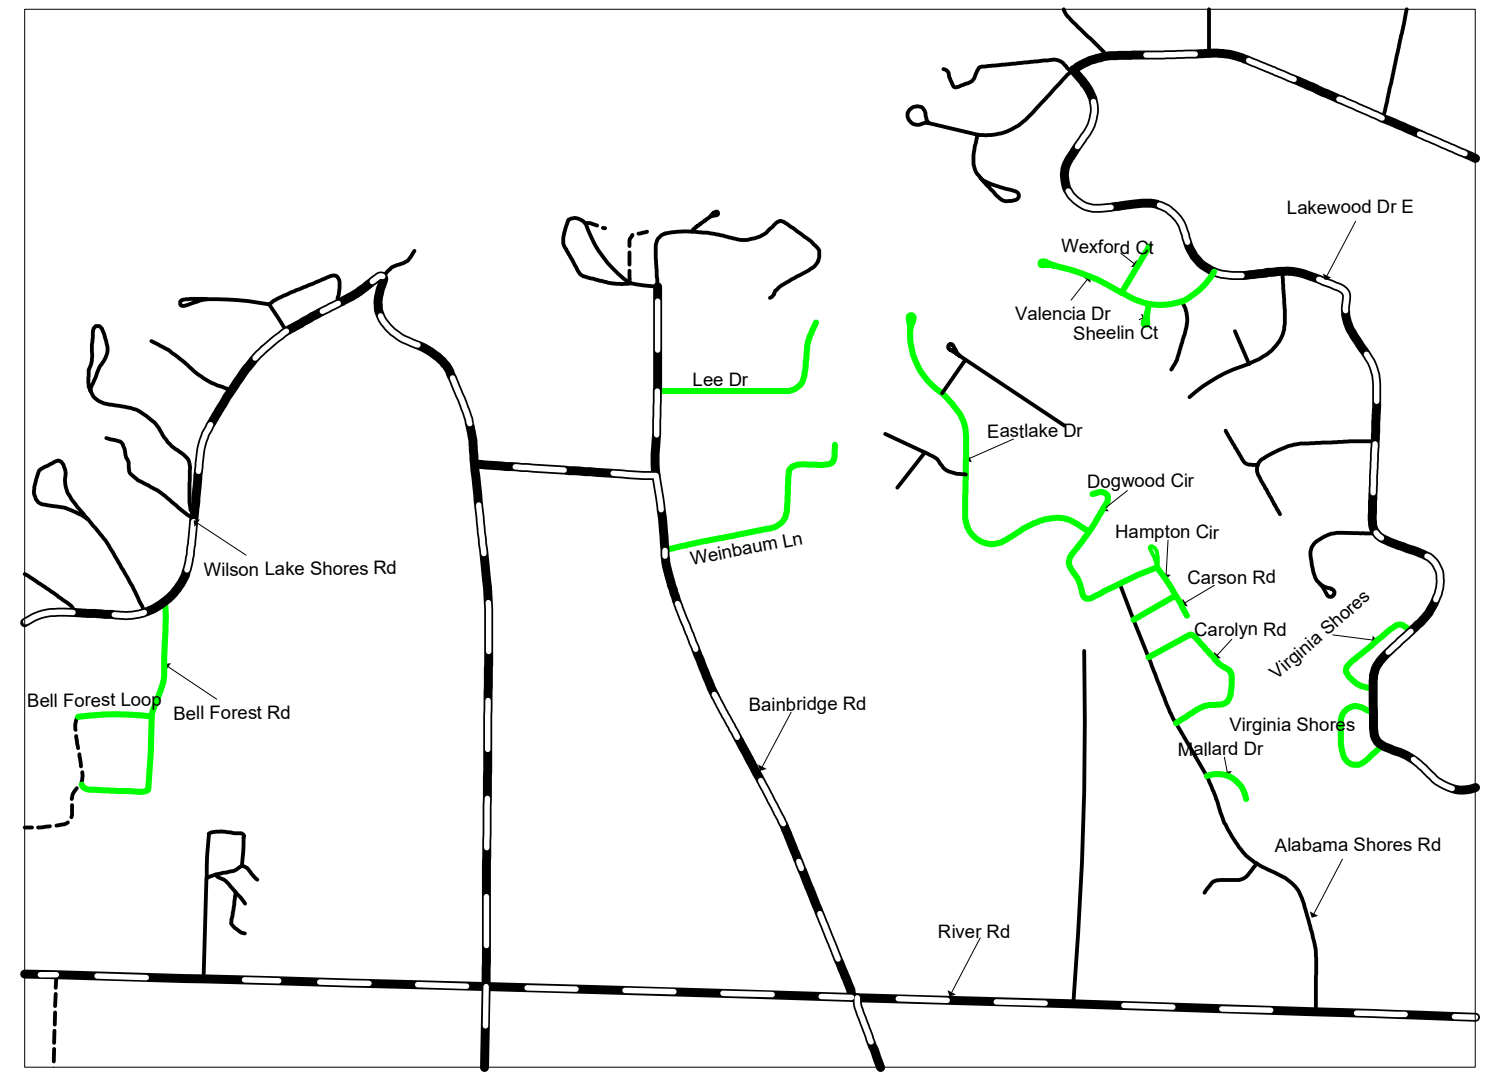 Lakewood Dr E
Wexford Ct
Valencia Dr
Sheelin Ct
Lee Dr
Eastlake Dr
Dogwood Cir
Hampton Cir
Weinbaum Ln
Wilson Lake Shores Rd
Carson Rd
Carolyn Rd
Virginia Shores
Bell Forest Loop
Bell Forest Rd
Bainbridge Rd
Virginia Shores
Mallard Dr
Alabama Shores Rd
River Rd